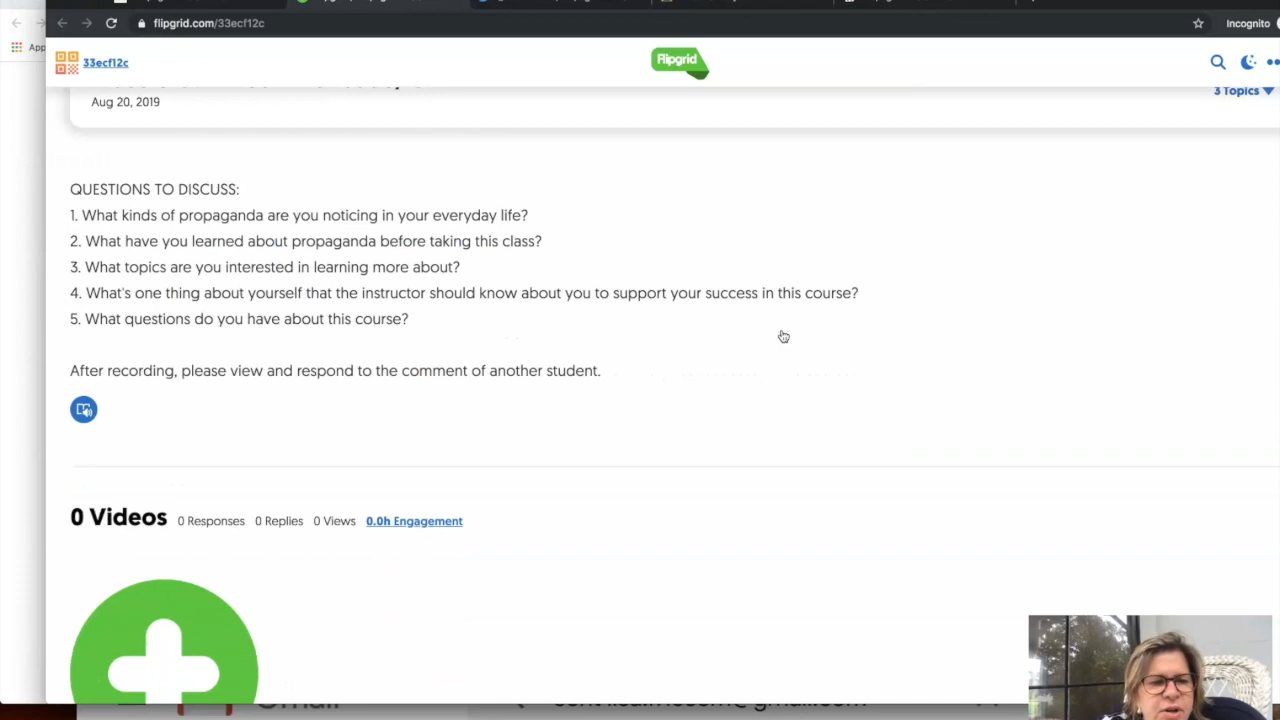 flipgrid.com/33ecf12c
Incognito
App
33ecf12c
Flipgrid
Aug 20, 2019
3 Topics
QUESTIONS TO DISCUSS:
1. What kinds of propaganda are you noticing in your everyday life?
2. What have you learned about propaganda before taking this class?
3. What topics are you interested in learning more about?
4. What's one thing about yourself that the instructor should know about you to support your success in this course?
5. What questions do you have about this course?
After recording, please view and respond to the comment of another student.
0 Videos 0 Responses 0 Replies 0 Views 0.0h Engagement